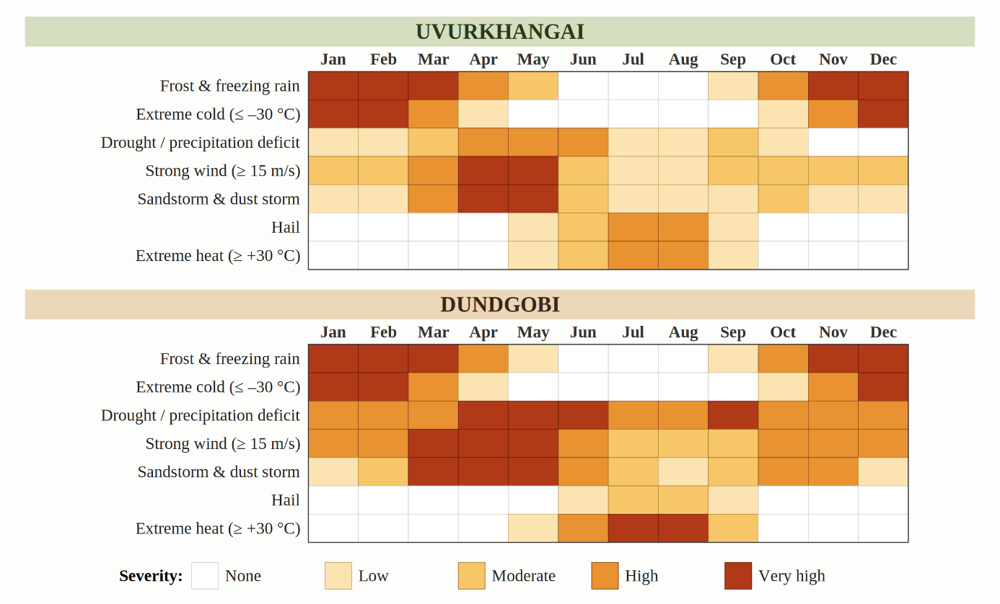 UVURKHANGAI
Jan Feb Mar Apr May Jun Jul Aug Sep Oct Nov Dec
Frost & freezing rain
Extreme cold (≤ –30 °C)
Drought / precipitation deficit
Strong wind (≥ 15 m/s)
Sandstorm & dust storm
Hail
Extreme heat (≥ +30 °C)
DUNDGOBI
Jan Feb Mar Apr May Jun Jul Aug Sep Oct Nov Dec
Frost & freezing rain
Extreme cold (≤ –30 °C)
Drought / precipitation deficit
Strong wind (≥ 15 m/s)
Sandstorm & dust storm
Hail
Extreme heat (≥ +30 °C)
Severity: None Low Moderate High Very high